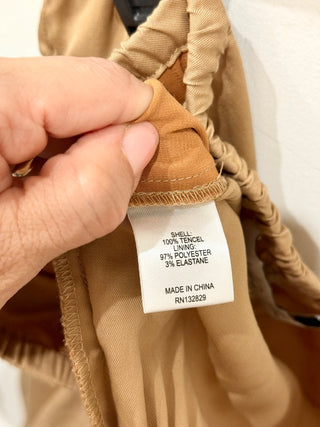 SHELL:
100% TENCEL
LINING:
97% POLYESTER
3% ELASTANE
MADE IN CHINA
RN132829